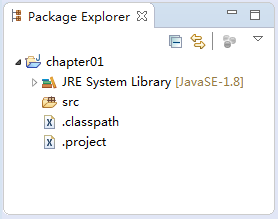 Package Explorer
chapter01
JRE System Library [JavaSE-1.8]
src
.classpath
.project